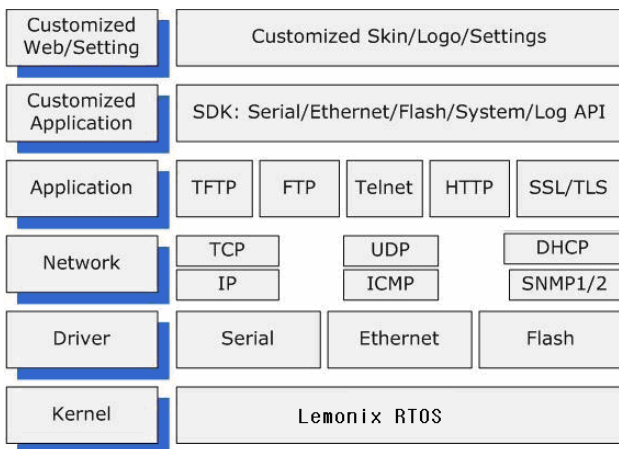 Customized
Web/Setting
Customized Skin/Logo/Settings
Customized
Application
SDK: Serial/Ethernet/Flash/System/Log API
Application
TFTP
FTP
Telnet
HTTP
SSL/TLS
Network
TCP
UDP
DHCP
IP
ICMP
SNMP1/2
Driver
Serial
Ethernet
Flash
Kernel
Lemonix RTOS